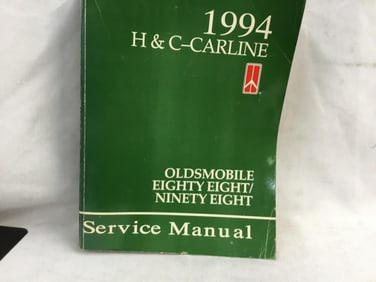 1994
H & C-CARLINE
OLDSMOBILE
EIGHTY EIGHT/
NINETY EIGHT
Service Manual